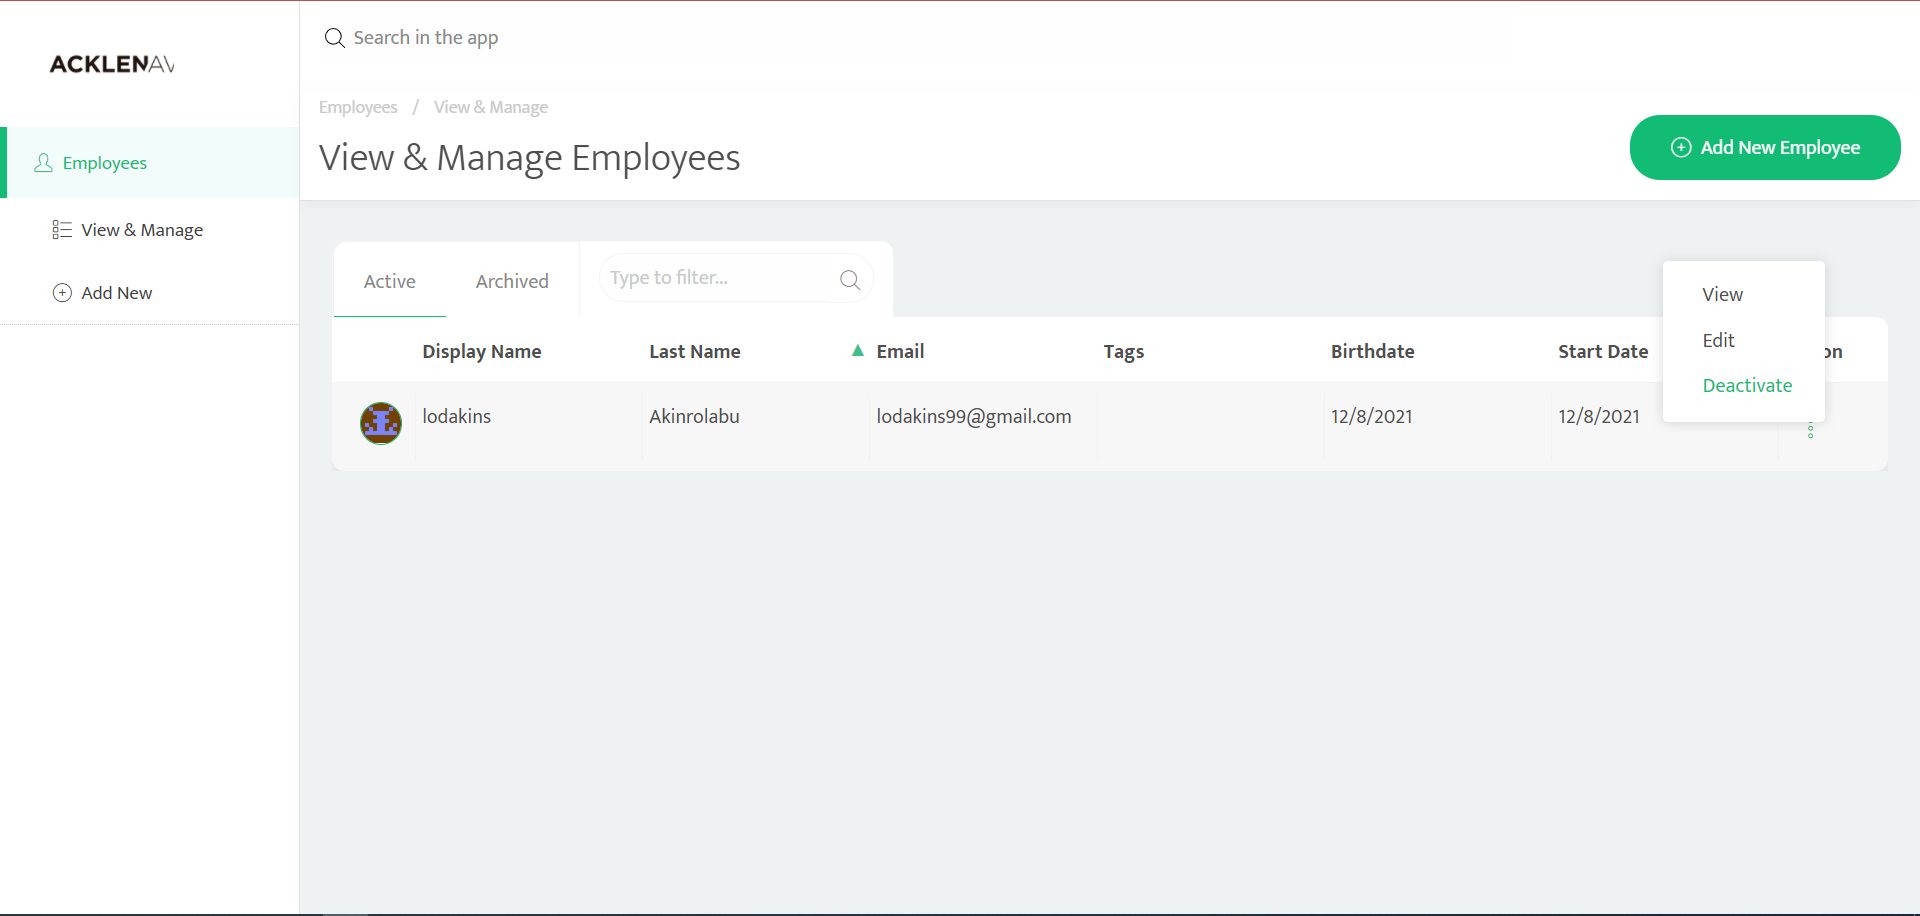 ACKLENAV
Search in the app
Employees / View & Manage
View & Manage Employees
Add New Employee
Employees
View & Manage
Add New
Active
Archived
Type to filter...
View
Edit
Deactivate
Display Name
Last Name
Email
Tags
Birthdate
Start Date
on
lodakins
Akinrolabu
lodakins99@gmail.com
12/8/2021
12/8/2021